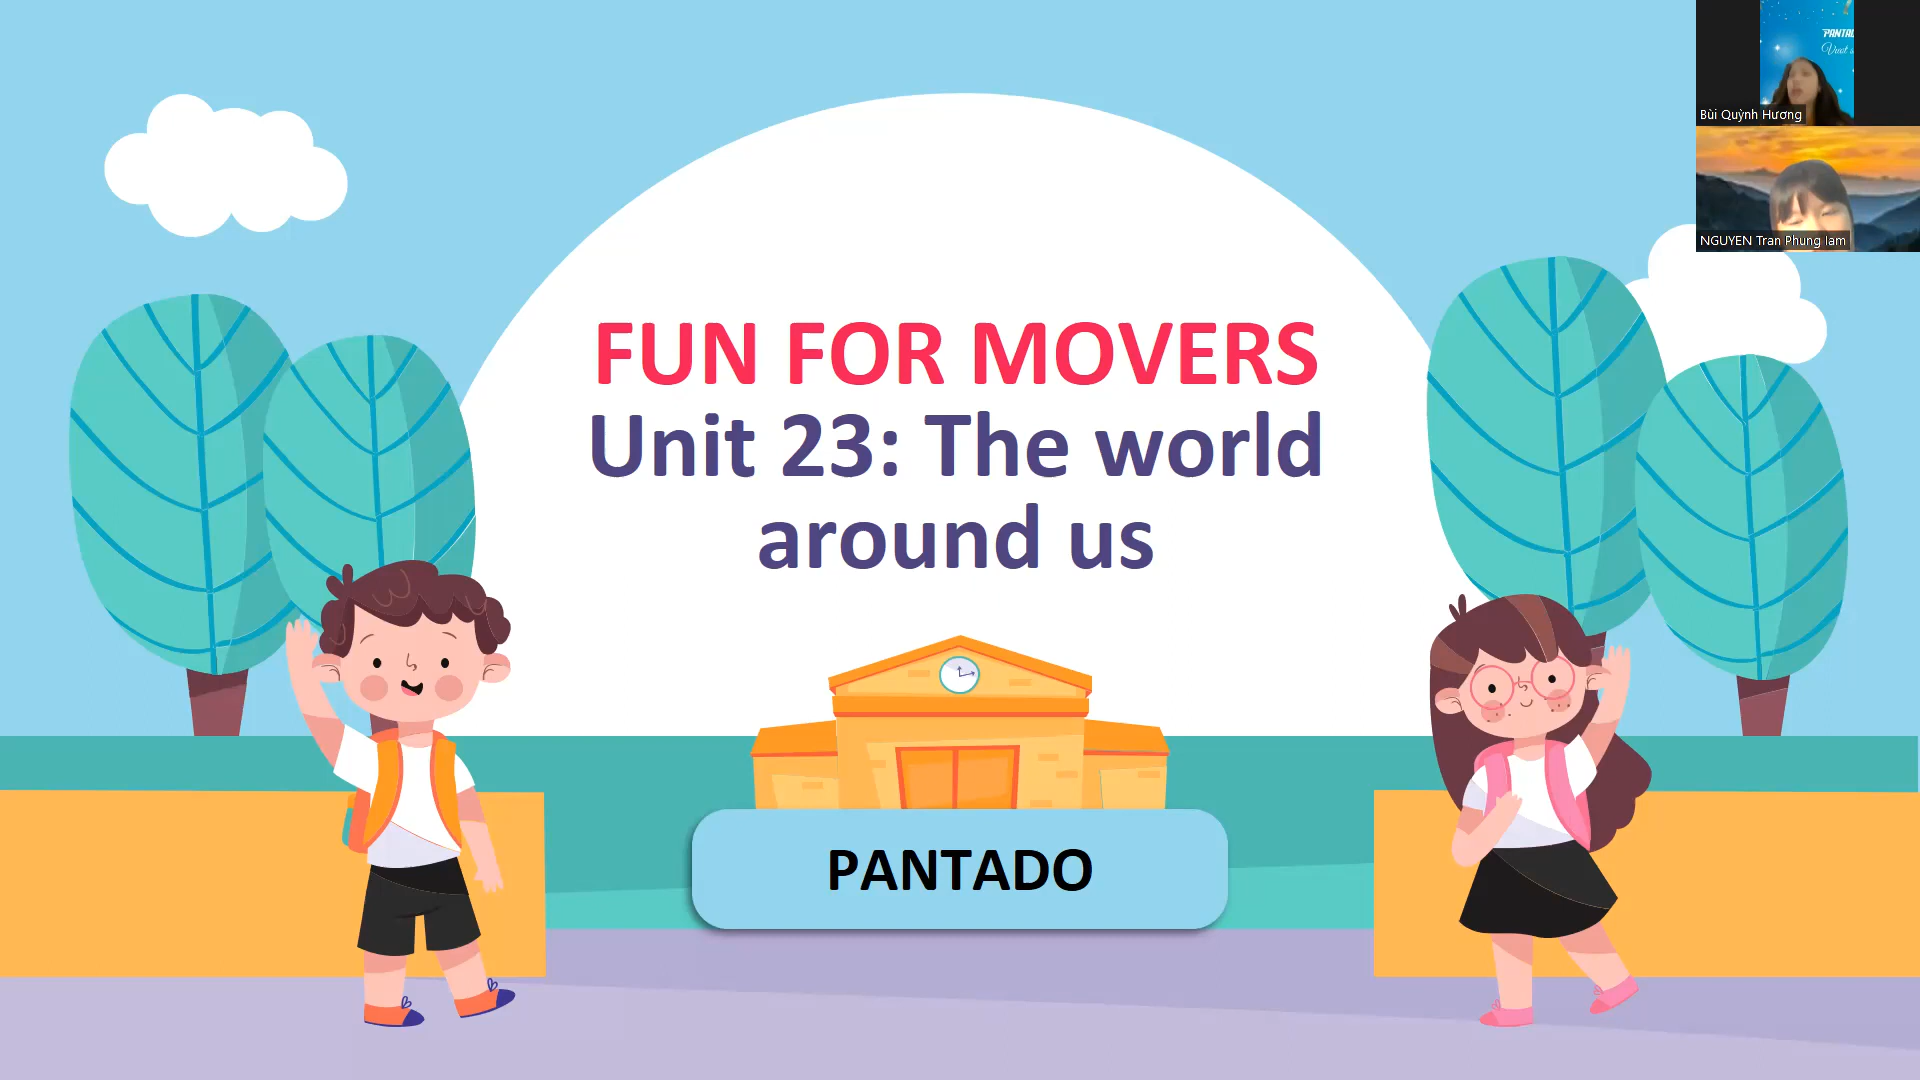 FUN FOR MOVERS
Unit 23: The world
around us
PANTADO
Bùi Quỳnh Hương
NGUYEN Tran Phung lam